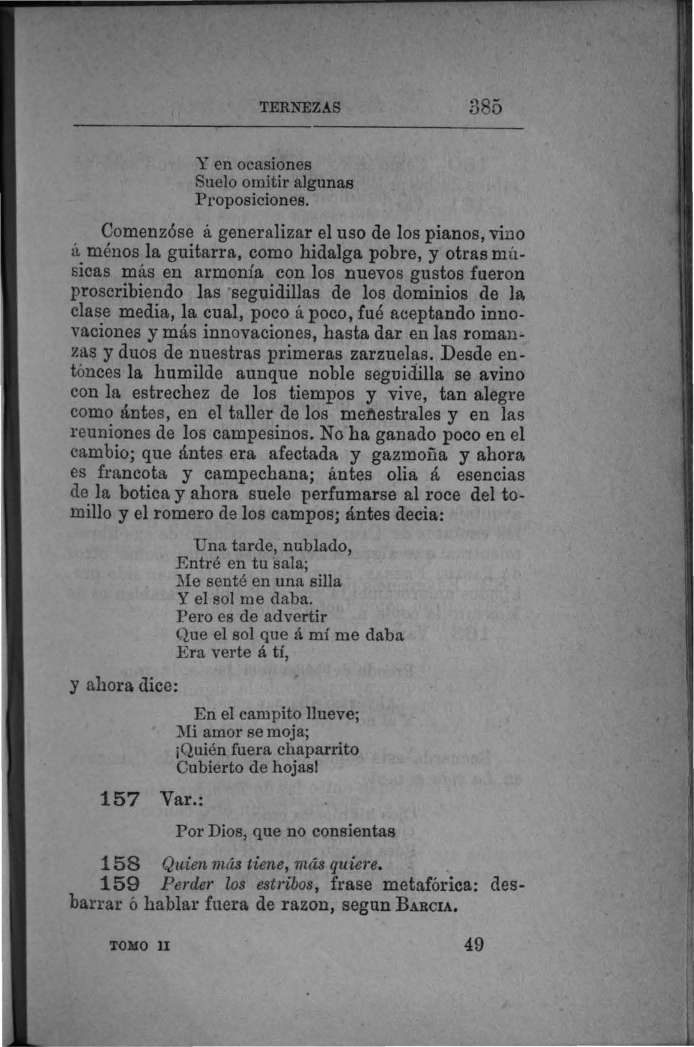 TERNEZAS 385
Y en ocasiones
Suelo omitir algunas
Proposiciones.
Comenzóse á generalizar el uso de los pianos, vino
á ménos la guitarra, como hidalga pobre, y otras mú-
sicas más en armonía con los nuevos gustos fueron
proscribiendo las seguidillas de los dominios de la
clase media, la cual, poco á poco, fué aceptando inno-
vaciones y más innovaciones, hasta dar en las roman-
zas y duos de nuestras primeras zarzuelas. Desde en-
tónces la humilde aunque noble seguidilla se avino
con la estrechez de los tiempos y vive, tan alegre
como ántes, en el taller de los menestrales y en las
reuniones de los campesinos. No ha ganado poco en el
cambio; que ántes era afectada y gazmoña y ahora
es francota y campechana; ántes olia á esencias
de la botica y ahora suele perfumarse al roce del to-
millo y el romero de los campos; ántes decia:
Una tarde, nublado,
Entré en tu sala;
Me senté en una silla
Y el sol me daba.
Pero es de advertir
Que el sol que á mí me daba
Era verte á tí,
y ahora dice:
En el campito llueve;
Mi amor se moja;
¡Quién fuera chaparrito
Cubierto de hojas!
157 Var.:
Por Dios, que no consientas
158 Quien más tiene, más quiere.
159 Perder los estribos, frase metafórica: des-
barrar ó hablar fuera de razon, segun BARCIA.
TOMO II 49